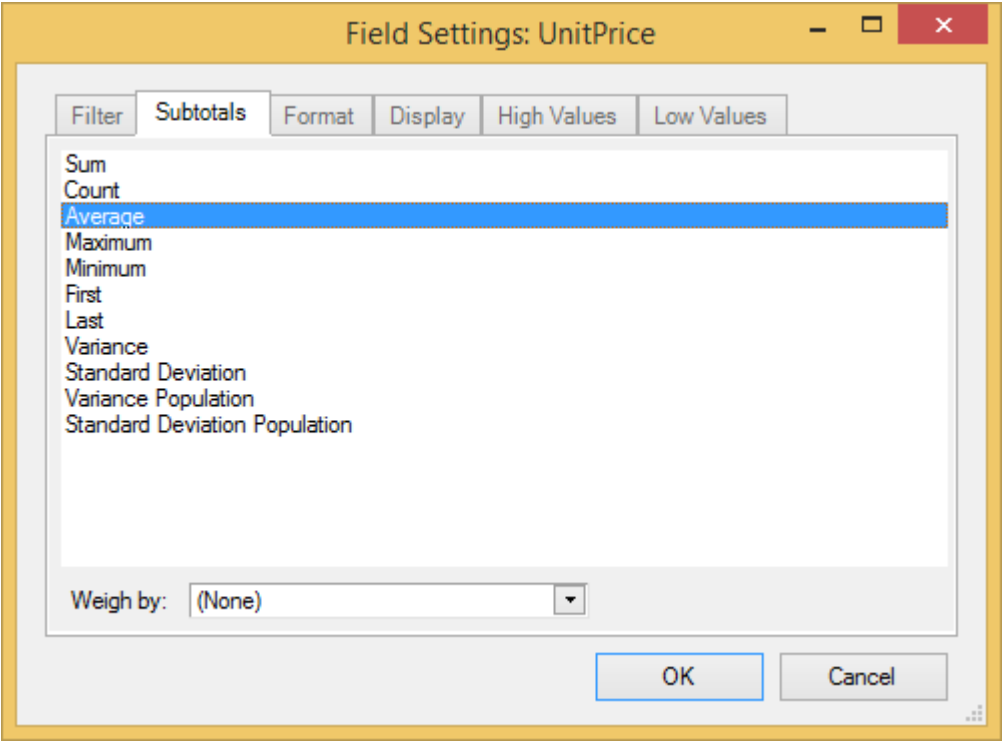 Field Settings: UnitPrice
Filter Subtotals Format Display High Values Low Values
Sum
Count
Average
Maximum
Minimum
First
Last
Variance
Standard Deviation
Variance Population
Standard Deviation Population
Weigh by: (None)
OK Cancel